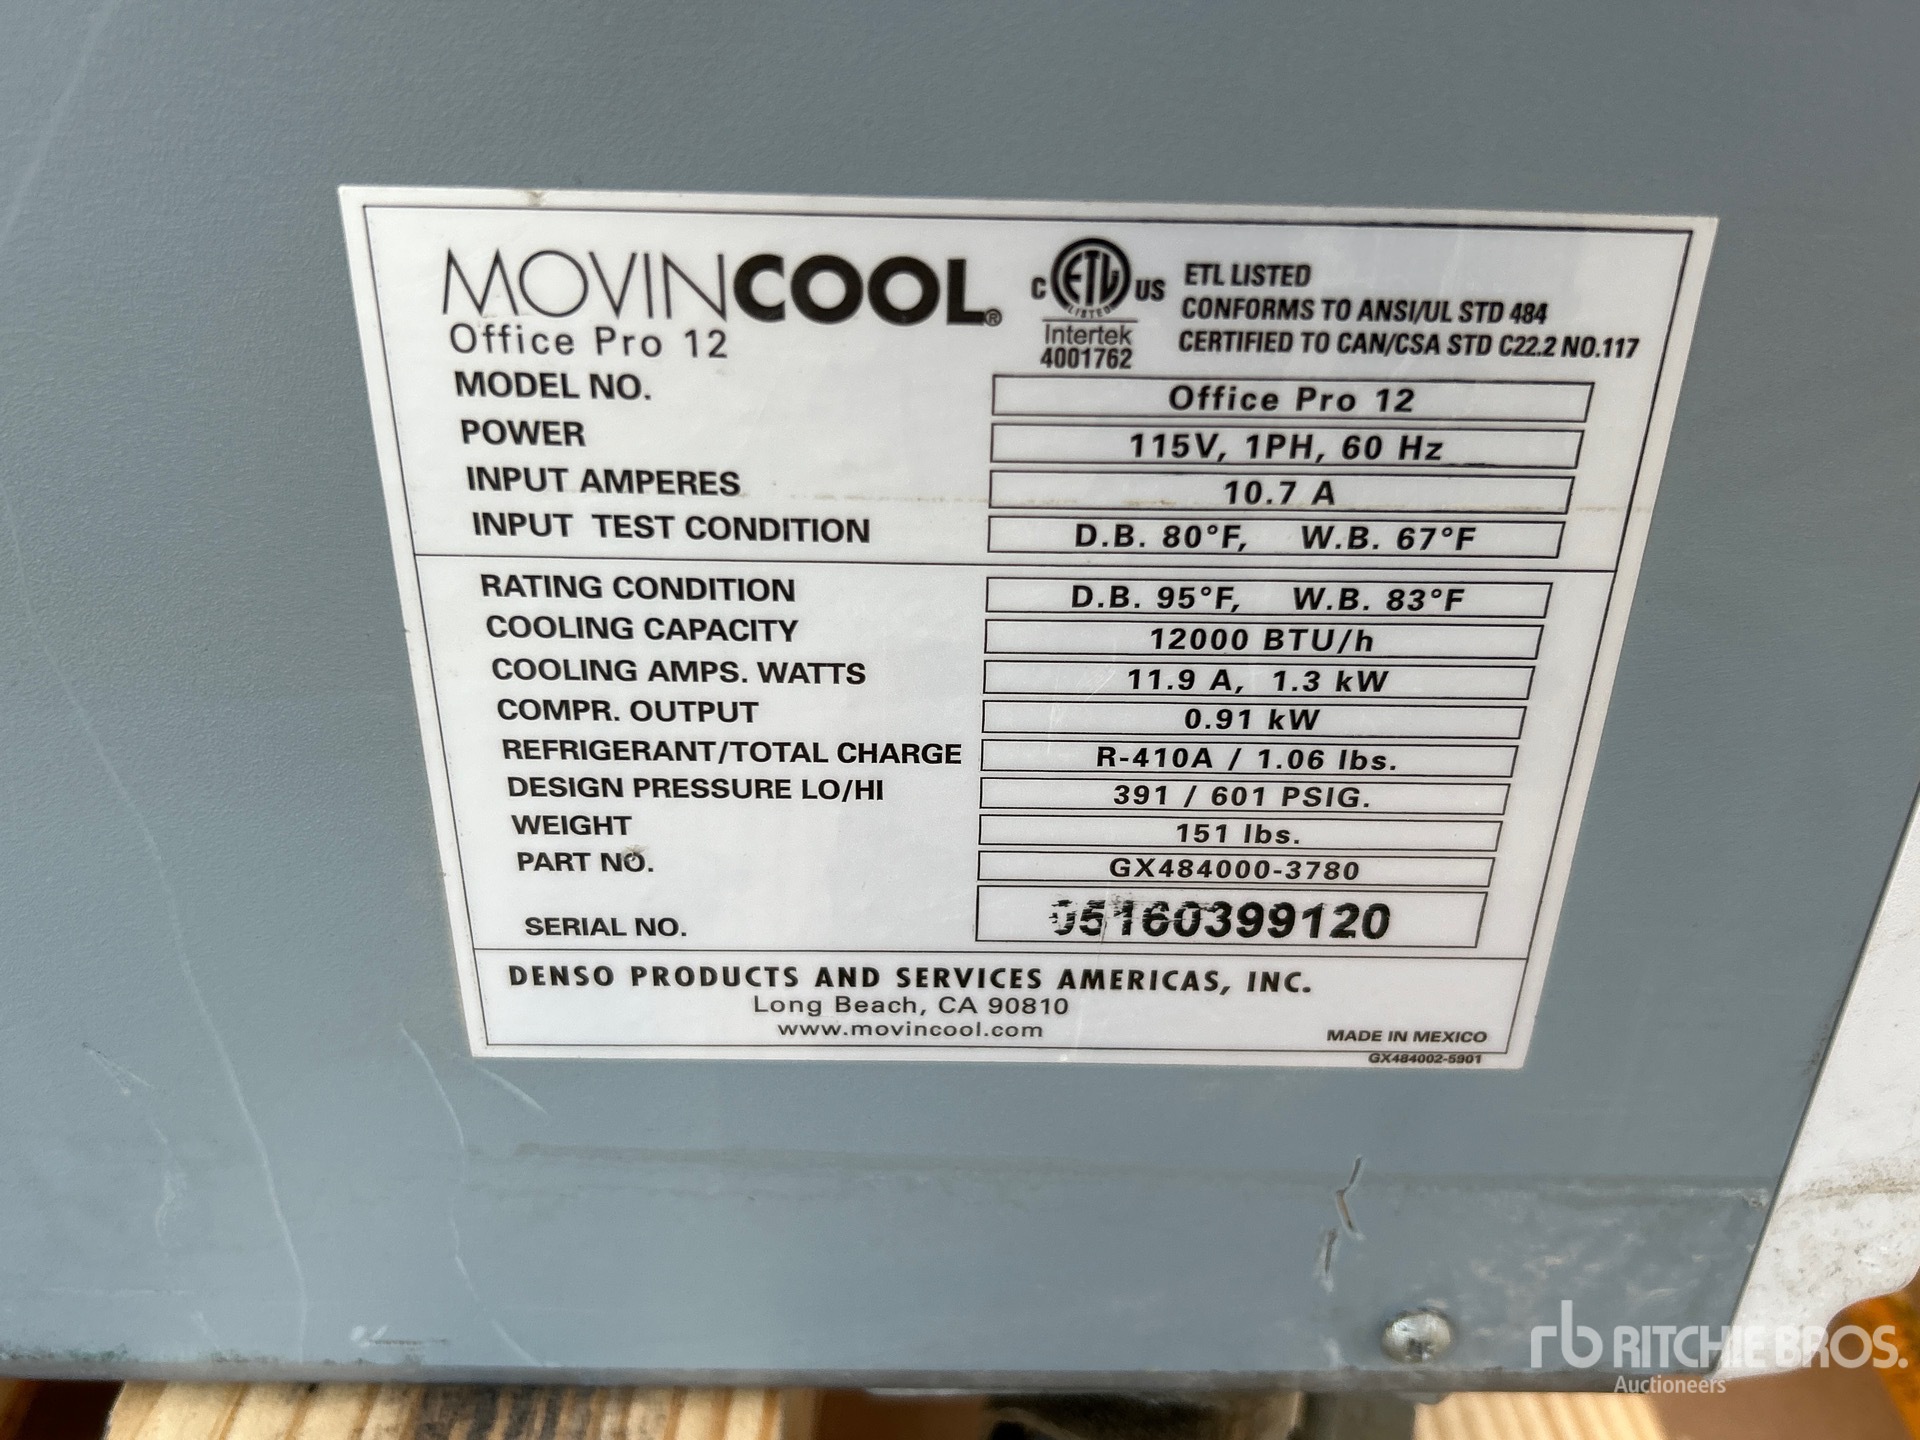 MOVINCOOL®
Office Pro 12
C ETL US
LISTED
Intertek
4001762
ETL LISTED
CONFORMS TO ANSI/UL STD 484
CERTIFIED TO CAN/CSA STD C22.2 NO.117
MODEL NO. Office Pro 12
POWER 115V, 1PH, 60 Hz
INPUT AMPERES 10.7 A
INPUT TEST CONDITION D.B. 80°F, W.B. 67°F
RATING CONDITION D.B. 95°F, W.B. 83°F
COOLING CAPACITY 12000 BTU/h
COOLING AMPS. WATTS 11.9 A, 1.3 kW
COMPR. OUTPUT 0.91 kW
REFRIGERANT/TOTAL CHARGE R-410A / 1.06 lbs.
DESIGN PRESSURE LO/HI 391 / 601 PSIG.
WEIGHT 151 lbs.
PART NO. GX484000-3780
SERIAL NO. 05160399120
DENSO PRODUCTS AND SERVICES AMERICAS, INC.
Long Beach, CA 90810
www.movincool.com
MADE IN MEXICO
GX484002-5901
rb RITCHIE BROS.
Auctioneers